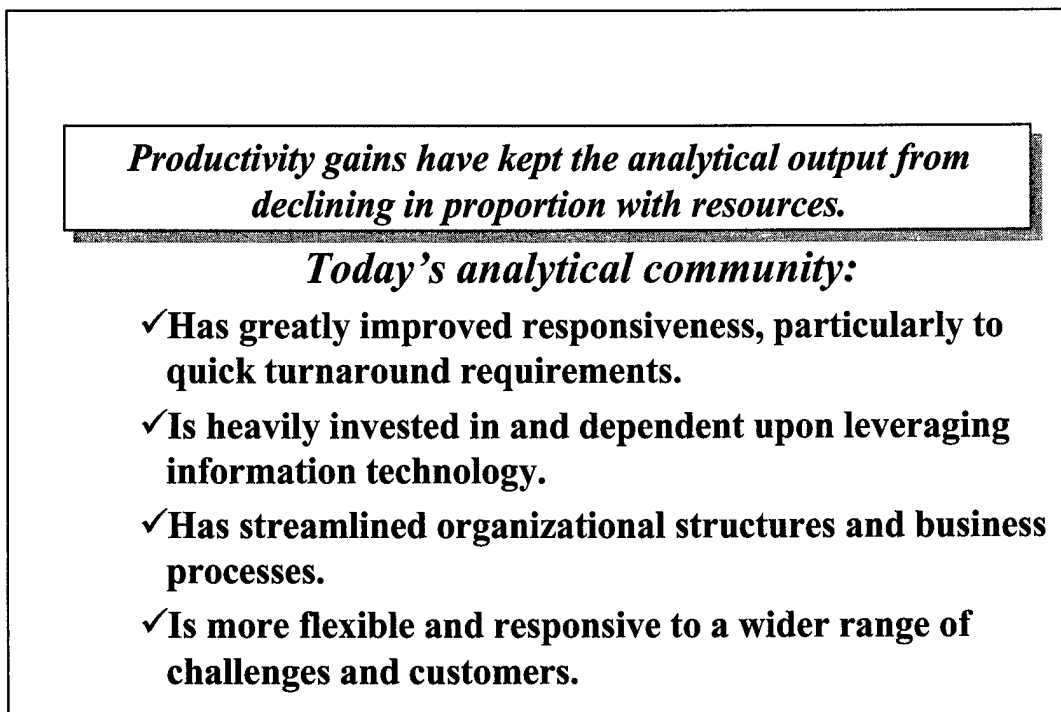 Productivity gains have kept the analytical output from
declining in proportion with resources.
Today's analytical community:
✓Has greatly improved responsiveness, particularly to
quick turnaround requirements.
✓Is heavily invested in and dependent upon leveraging
information technology.
✓Has streamlined organizational structures and business
processes.
✓Is more flexible and responsive to a wider range of
challenges and customers.